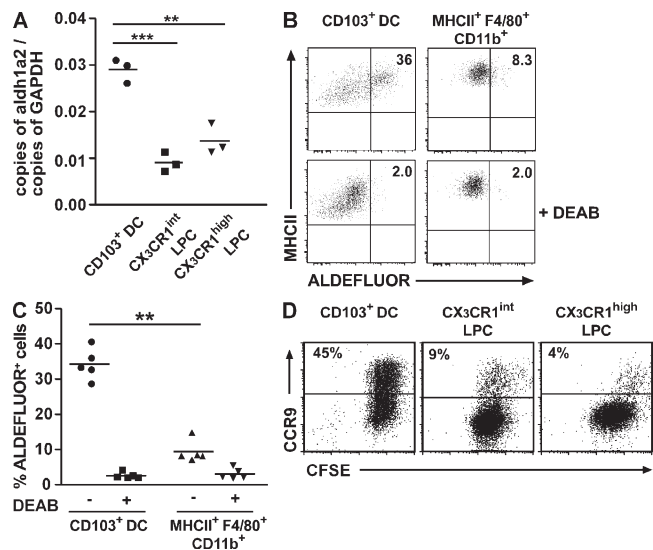 A
**
***
copies of aldh1a2 /
copies of GAPDH
0.04
0.03
0.02
0.01
0.00
CD103+ DC
CX3CR1int
LPC
CX3CR1high
LPC
B
CD103+ DC
MHCII+ F4/80+
CD11b+
36
8.3
2.0
2.0
+ DEAB
MHCII
ALDEFLUOR
C
**
% ALDEFLUOR+ cells
50
40
30
20
10
0
DEAB
-
+
-
+
CD103+ DC
MHCII+ F4/80+
CD11b+
D
CD103+ DC
CX3CR1int
LPC
CX3CR1high
LPC
45%
9%
4%
CCR9
CFSE